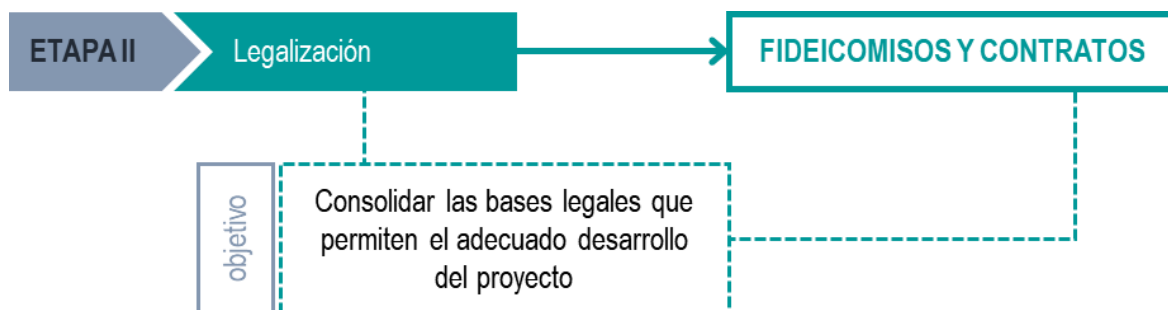 ETAPA II
Legalización
FIDEICOMISOS Y CONTRATOS
objetivo
Consolidar las bases legales que
permiten el adecuado desarrollo
del proyecto